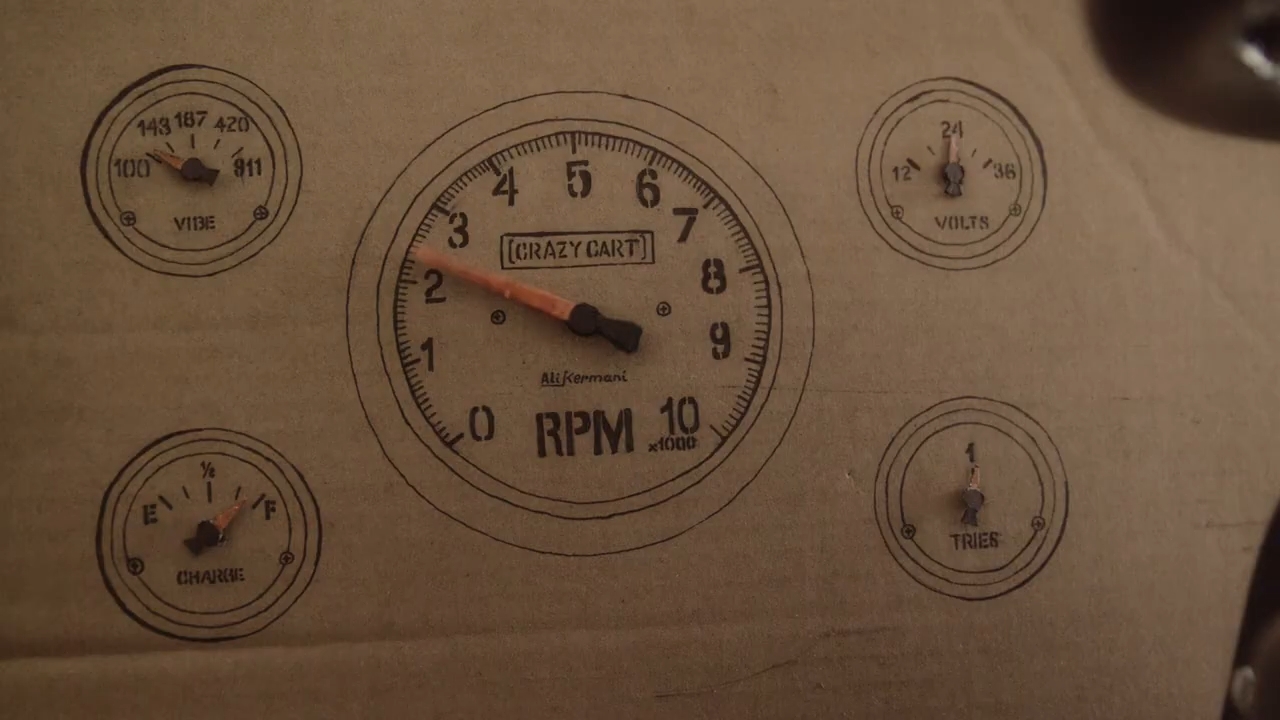 143 187 420
100 911
VIBE
4 5 6
3 7
[CRAZY CART]
2 8
1 9
Ali Kermani
0 RPM 10
x1000
24
12 36
VOLTS
½
E F
CHARGE
1
TRIES